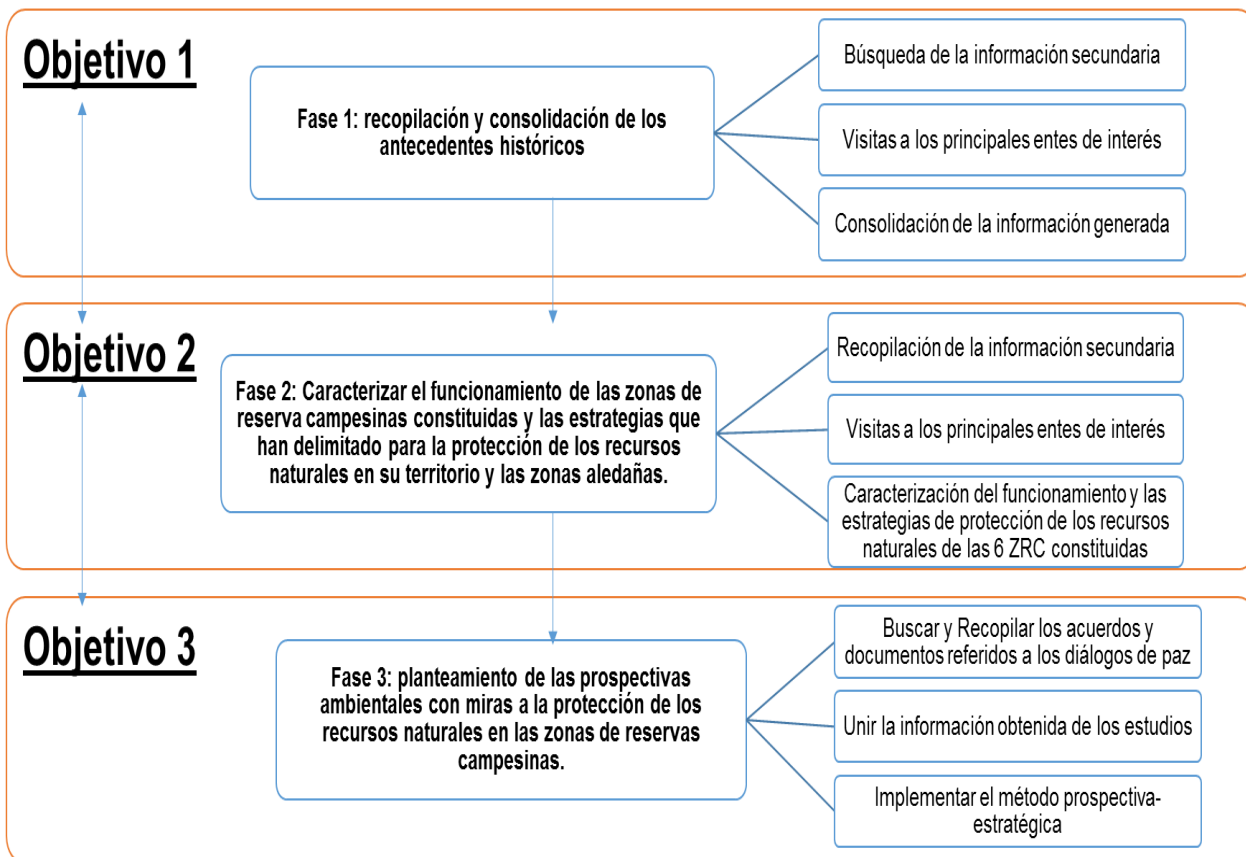 Objetivo 1
Fase 1: recopilación y consolidación de los
antecedentes históricos
Búsqueda de la información secundaria
Visitas a los principales entes de interés
Consolidación de la información generada
Objetivo 2
Fase 2: Caracterizar el funcionamiento de las zonas de
reserva campesinas constituidas y las estrategias que
han delimitado para la protección de los recursos
naturales en su territorio y las zonas aledañas.
Recopilación de la información secundaria
Visitas a los principales entes de interés
Caracterización del funcionamiento y las
estrategias de protección de los recursos
naturales de las 6 ZRC constituidas
Objetivo 3
Fase 3: planteamiento de las prospectivas
ambientales con miras a la protección de los
recursos naturales en las zonas de reservas
campesinas.
Buscar y Recopilar los acuerdos y
documentos referidos a los diálogos de paz
Unir la información obtenida de los estudios
Implementar el método prospectiva-
estratégica